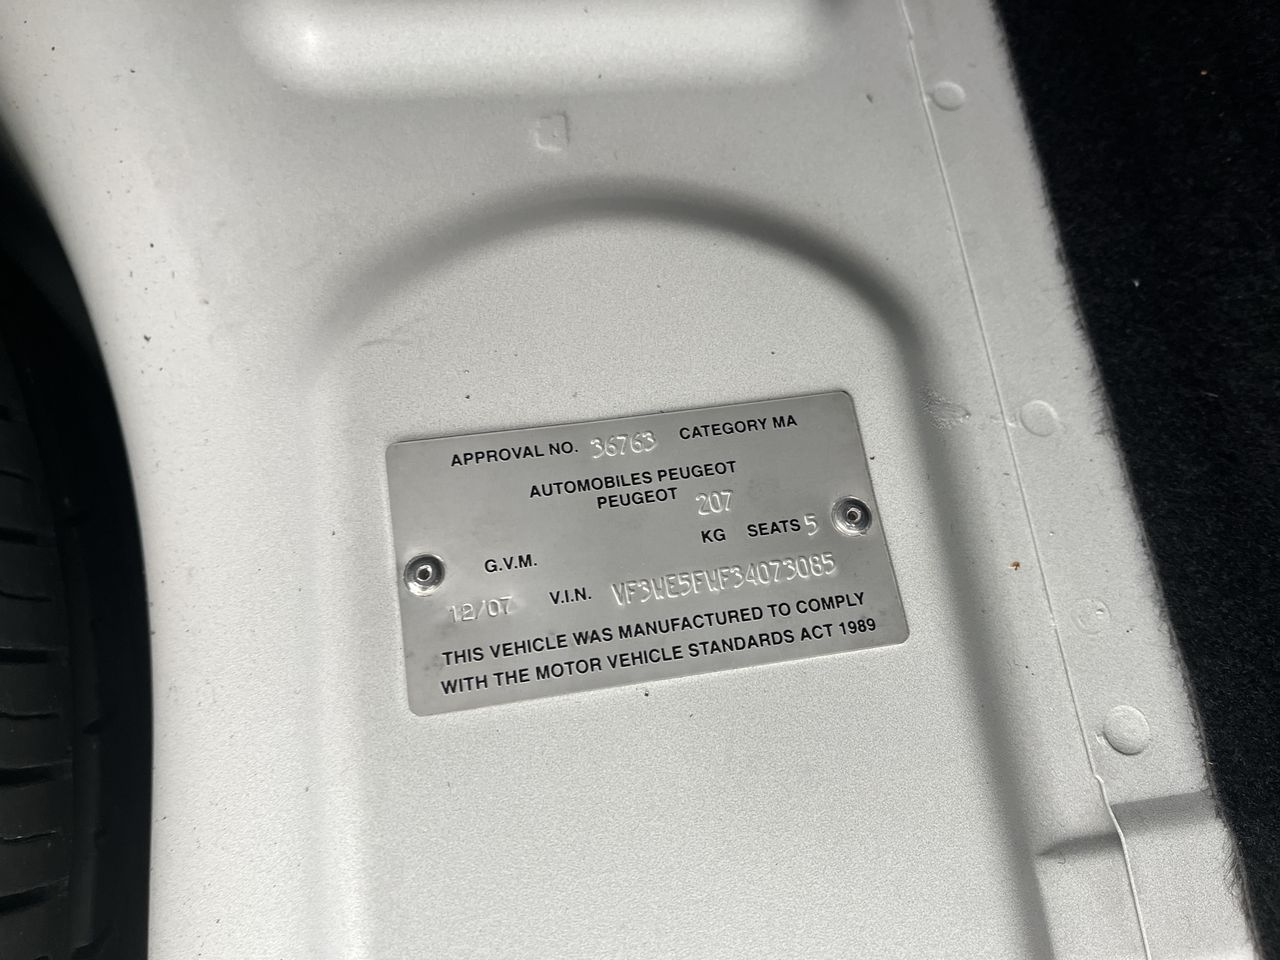 APPROVAL NO. 36763 CATEGORY MA
AUTOMOBILES PEUGEOT
PEUGEOT 207
G.V.M. KG SEATS 5
12/07 V.I.N. VF3WE5FWF34073085
THIS VEHICLE WAS MANUFACTURED TO COMPLY
WITH THE MOTOR VEHICLE STANDARDS ACT 1989